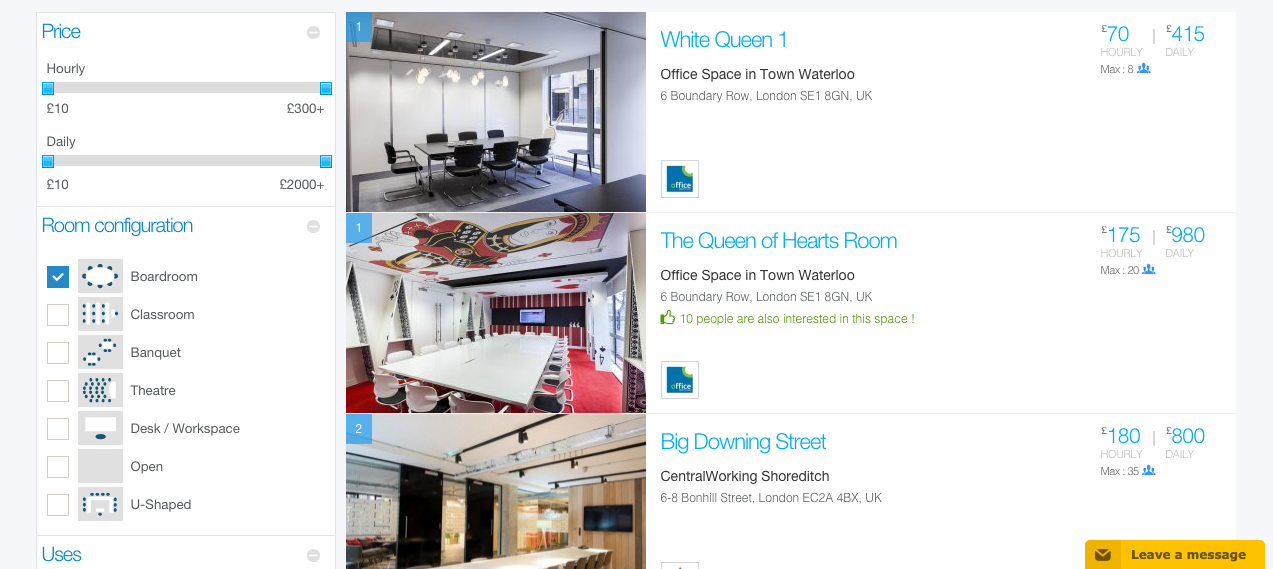 Price
Hourly
£10 £300+
Daily
£10 £2000+
Room configuration
Boardroom
Classroom
Banquet
Theatre
Desk / Workspace
Open
U-Shaped
Uses
1
White Queen 1
Office Space in Town Waterloo
6 Boundary Row, London SE1 8GN, UK
£70 | £415
HOURLY DAILY
Max : 8
office
1
The Queen of Hearts Room
Office Space in Town Waterloo
6 Boundary Row, London SE1 8GN, UK
10 people are also interested in this space !
£175 | £980
HOURLY DAILY
Max : 20
office
2
Big Downing Street
CentralWorking Shoreditch
6-8 Bonhill Street, London EC2A 4BX, UK
£180 | £800
HOURLY DAILY
Max : 35
Leave a message